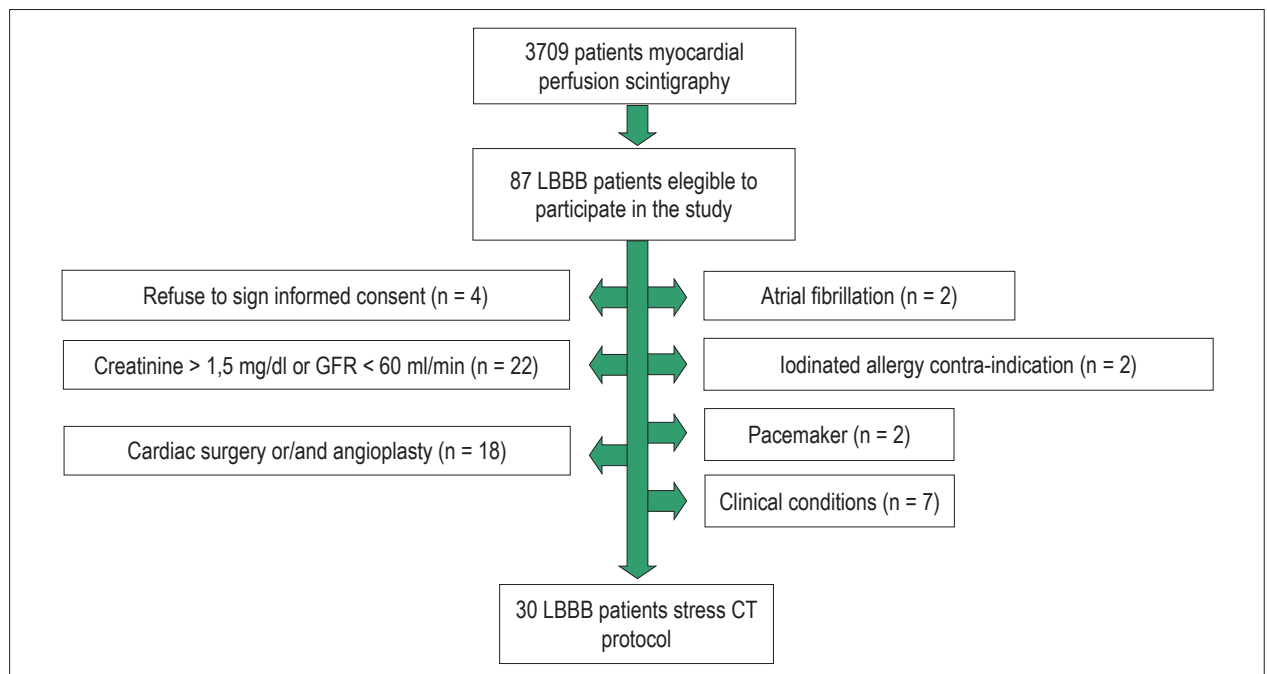 3709 patients myocardial
perfusion scintigraphy
87 LBBB patients elegible to
participate in the study
Refuse to sign informed consent (n = 4)
Atrial fibrillation (n = 2)
Creatinine > 1,5 mg/dl or GFR < 60 ml/min (n = 22)
Iodinated allergy contra-indication (n = 2)
Cardiac surgery or/and angioplasty (n = 18)
Pacemaker (n = 2)
Clinical conditions (n = 7)
30 LBBB patients stress CT
protocol